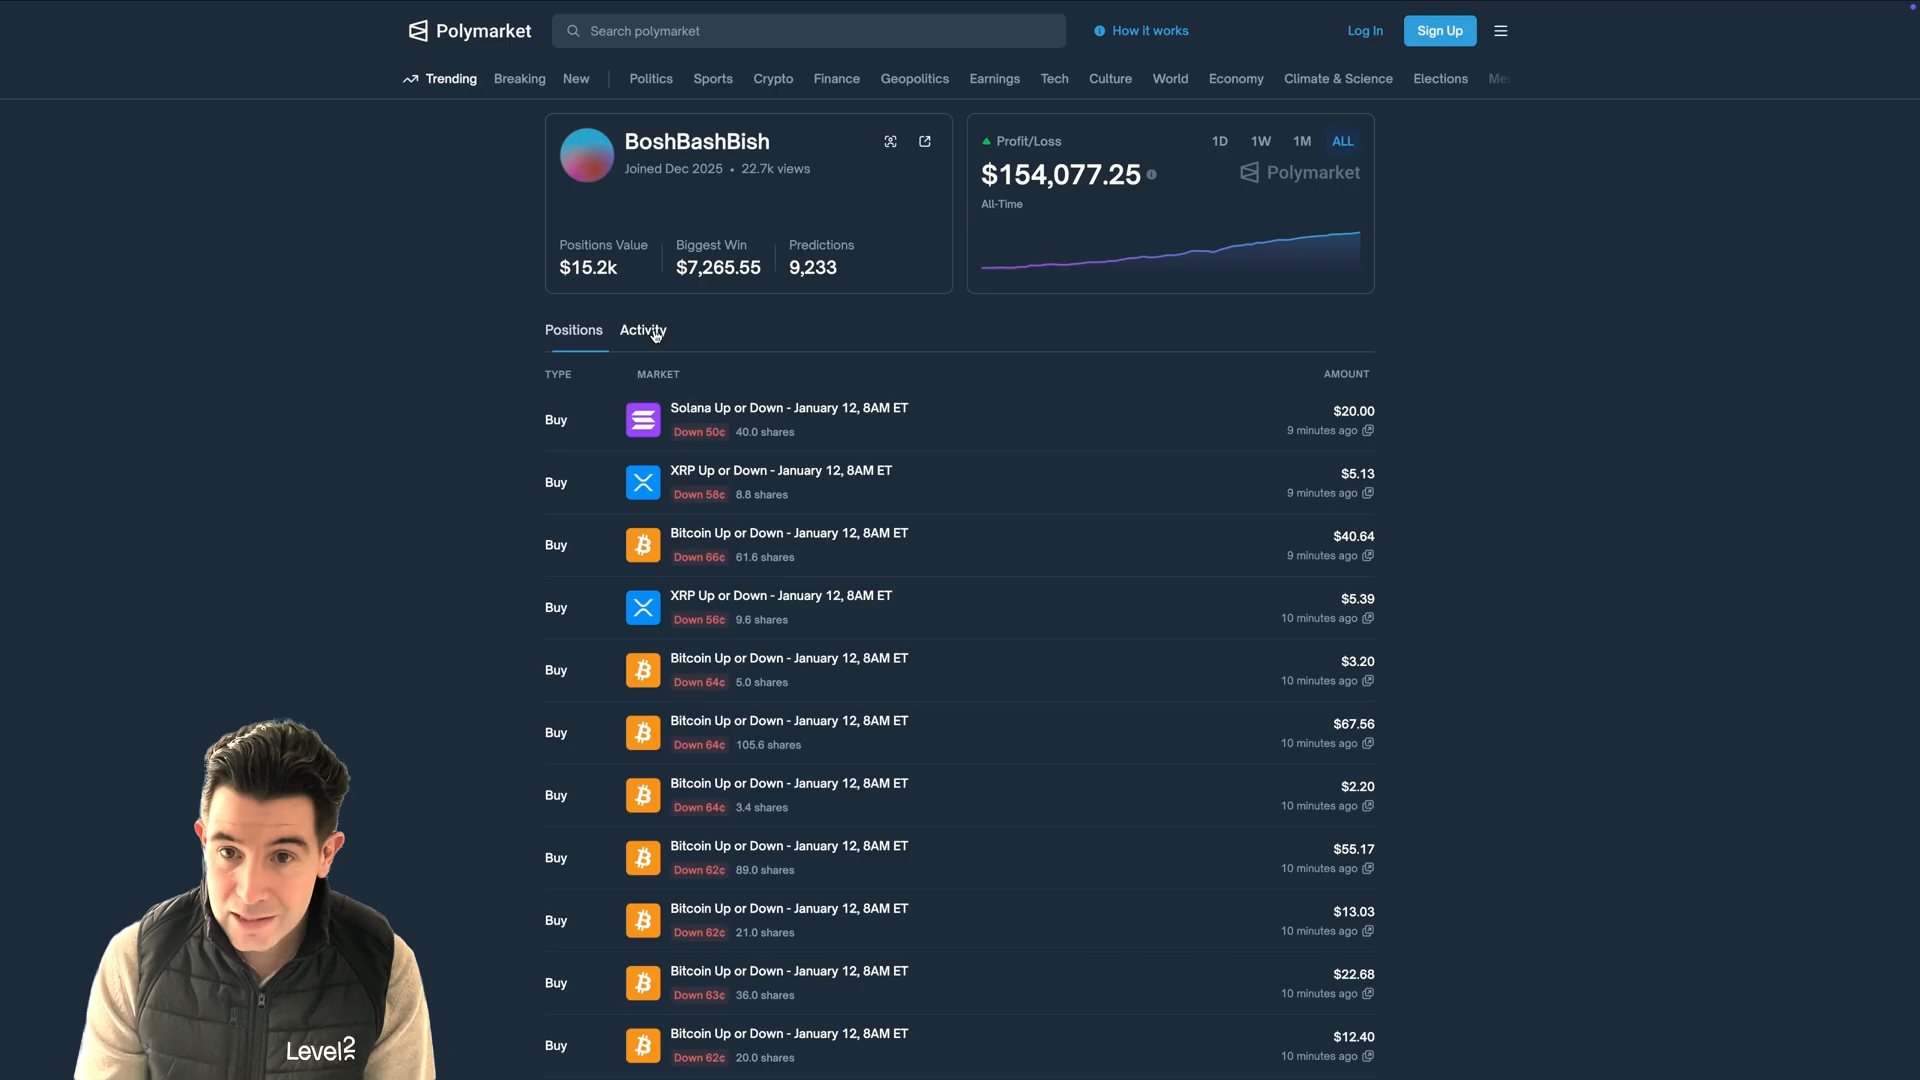 Polymarket
Search polymarket
How it works
Log In
Sign Up
Trending
Breaking
New
Politics
Sports
Crypto
Finance
Geopolitics
Earnings
Tech
Culture
World
Economy
Climate & Science
Elections
BoshBashBish
Joined Dec 2025 • 22.7k views
Positions Value
Biggest Win
Predictions
$15.2k
$7,265.55
9,233
Profit/Loss
1D
1W
1M
ALL
$154,077.25
Polymarket
All-Time
Positions
Activity
TYPE
MARKET
AMOUNT
Buy
Solana Up or Down - January 12, 8AM ET
Down 50¢ 40.0 shares
$20.00
9 minutes ago
Buy
XRP Up or Down - January 12, 8AM ET
Down 58¢ 8.8 shares
$5.13
9 minutes ago
Buy
Bitcoin Up or Down - January 12, 8AM ET
Down 66¢ 61.6 shares
$40.64
9 minutes ago
Buy
XRP Up or Down - January 12, 8AM ET
Down 56¢ 9.6 shares
$5.39
10 minutes ago
Buy
Bitcoin Up or Down - January 12, 8AM ET
Down 64¢ 5.0 shares
$3.20
10 minutes ago
Buy
Bitcoin Up or Down - January 12, 8AM ET
Down 64¢ 105.6 shares
$67.56
10 minutes ago
Buy
Bitcoin Up or Down - January 12, 8AM ET
Down 64¢ 3.4 shares
$2.20
10 minutes ago
Buy
Bitcoin Up or Down - January 12, 8AM ET
Down 62¢ 89.0 shares
$55.17
10 minutes ago
Buy
Bitcoin Up or Down - January 12, 8AM ET
Down 62¢ 21.0 shares
$13.03
10 minutes ago
Buy
Bitcoin Up or Down - January 12, 8AM ET
Down 63¢ 36.0 shares
$22.68
10 minutes ago
Buy
Bitcoin Up or Down - January 12, 8AM ET
Down 62¢ 20.0 shares
$12.40
10 minutes ago
Level2